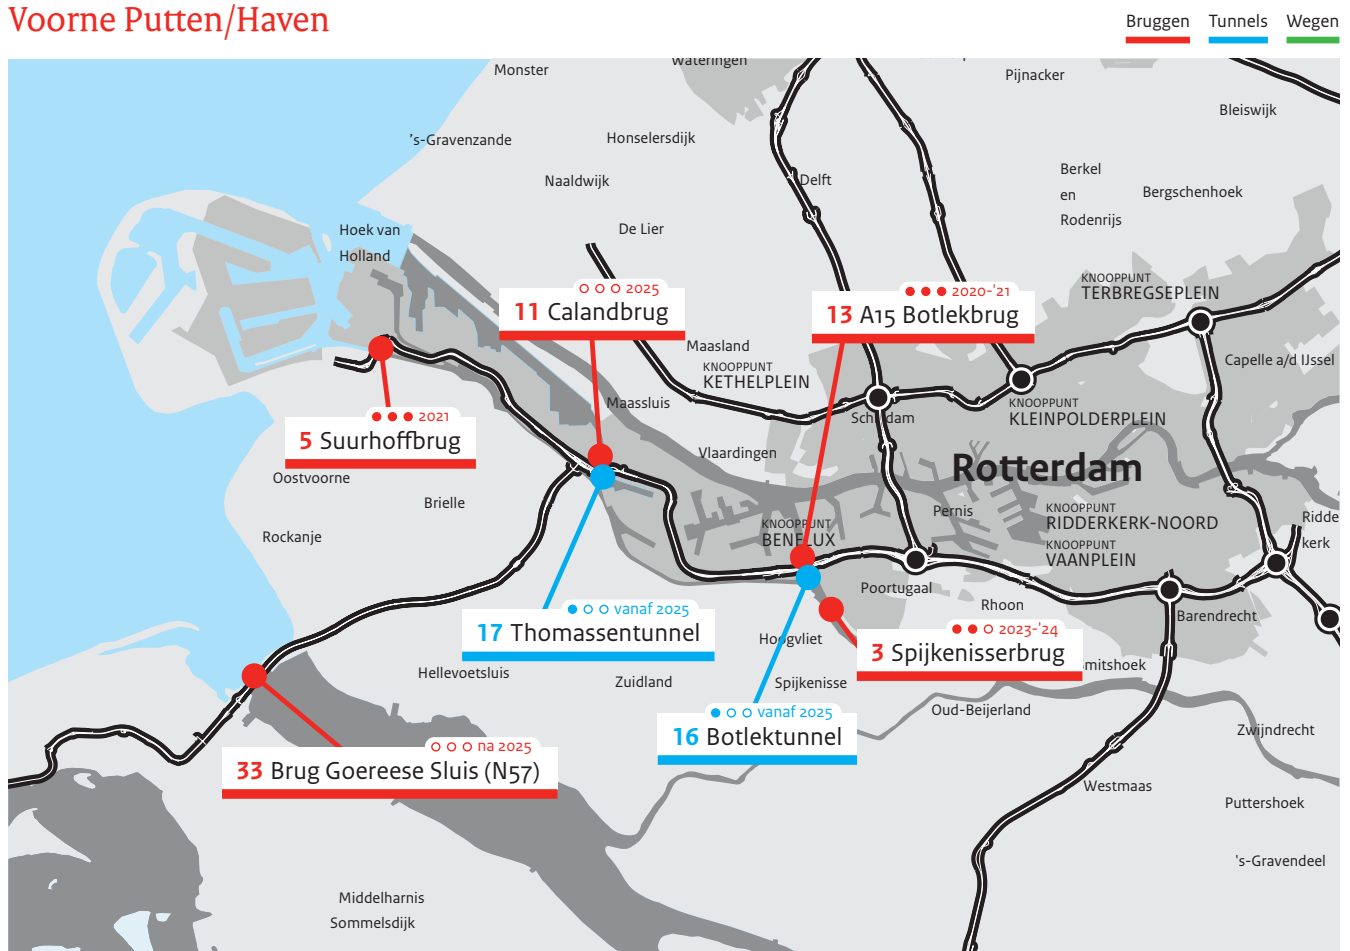 Voorne Putten/Haven
Bruggen Tunnels Wegen
Monster
Wateringen
Pijnacker
Bleiswijk
's-Gravenzande
Honselersdijk
Naaldwijk
Delft
Berkel
en
Rodenrijs
Bergschenhoek
De Lier
Hoek van
Holland
KNOOPPUNT
TERBREGSEPLEIN
2025
11 Calandbrug
2020-'21
13 A15 Botlekbrug
Maasland
KNOOPPUNT
KETHELPLEIN
Capelle a/d IJssel
Maassluis
KNOOPPUNT
KLEINPOLDERPLEIN
Schiedam
2021
5 Suurhoffbrug
Vlaardingen
Rotterdam
Oostvoorne
Brielle
Rockanje
Pernis
KNOOPPUNT
RIDDERKERK-NOORD
KNOOPPUNT
VAANPLEIN
Ridde
kerk
KNOOPPUNT
BENELUX
Poortugaal
Rhoon
Barendrecht
vanaf 2025
17 Thomassentunnel
Hoogvliet
2023-'24
3 Spijkenisserbrug
Smitshoek
Hellevoetsluis
Zuidland
Spijkenisse
Oud-Beijerland
vanaf 2025
16 Botlektunnel
Zwijndrecht
na 2025
33 Brug Goereese Sluis (N57)
Westmaas
Puttershoek
's-Gravendeel
Middelharnis
Sommelsdijk